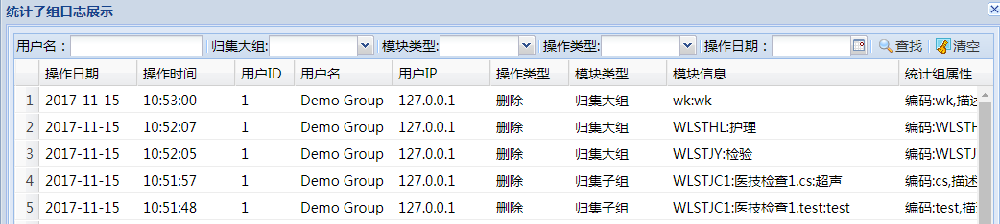 统计子组日志展示
用户名： 归集大组: 模块类型: 操作类型: 操作日期： 查找 清空
操作日期 操作时间 用户ID 用户名 用户IP 操作类型 模块类型 模块信息 统计组属性
1 2017-11-15 10:53:00 1 Demo Group 127.0.0.1 删除 归集大组 wk:wk 编码:wk,描述
2 2017-11-15 10:52:07 1 Demo Group 127.0.0.1 删除 归集大组 WLSTHL:护理 编码:WLSTH
3 2017-11-15 10:52:05 1 Demo Group 127.0.0.1 删除 归集大组 WLSTJY:检验 编码:WLSTJ
4 2017-11-15 10:51:57 1 Demo Group 127.0.0.1 删除 归集子组 WLSTJC1:医技检查1.cs:超声 编码:cs,描述
5 2017-11-15 10:51:48 1 Demo Group 127.0.0.1 删除 归集子组 WLSTJC1:医技检查1.test:test 编码:test,描